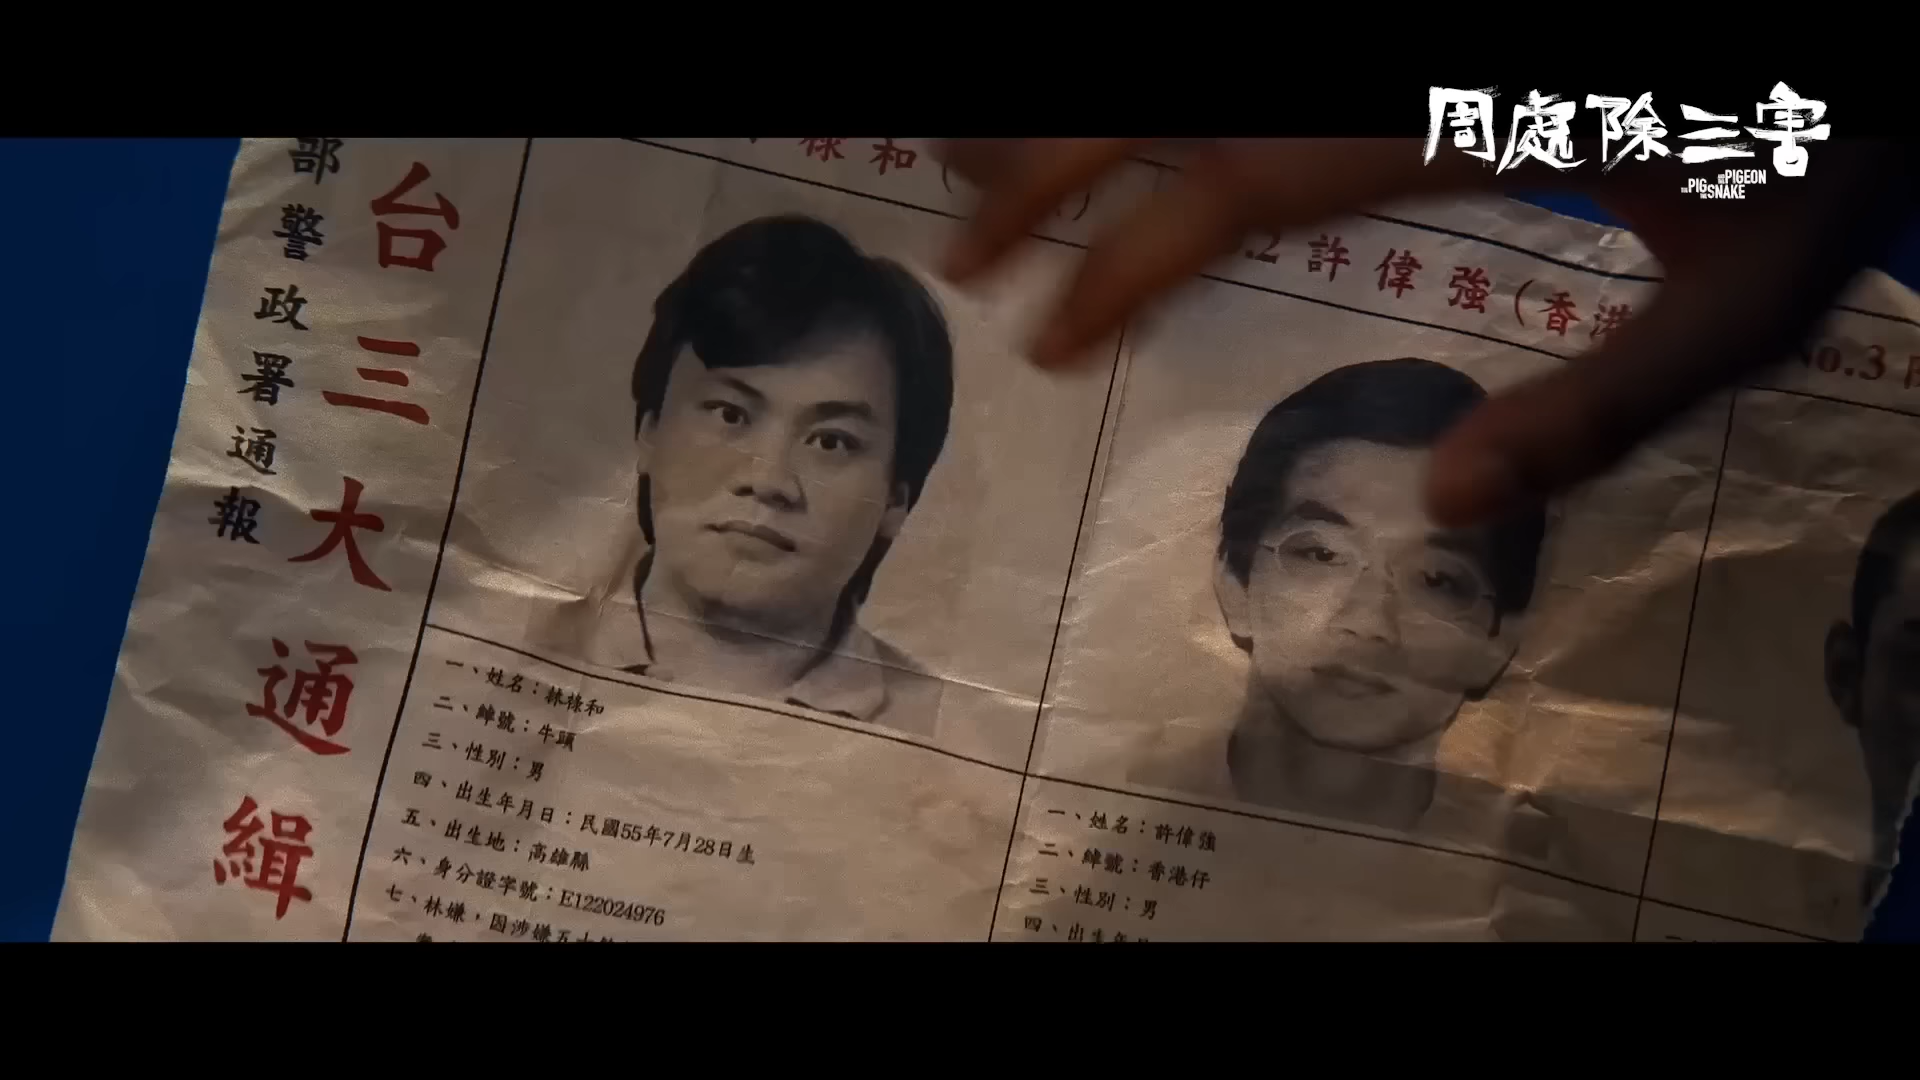 周處除三害
THE PIG THE SNAKE AND THE PIGEON
部警政署通報
台三大通緝
祿和(
.2 許偉強(香港
No.3
一、姓名：林祿和
二、綽號：牛頭
三、性別：男
四、出生年月日：民國55年7月28日生
五、出生地：高雄縣
六、身分證字號：E122024976
七、林嫌，因涉嫌五十
一、姓名：許偉強
二、綽號：香港仔
三、性別：男
四、出生年月